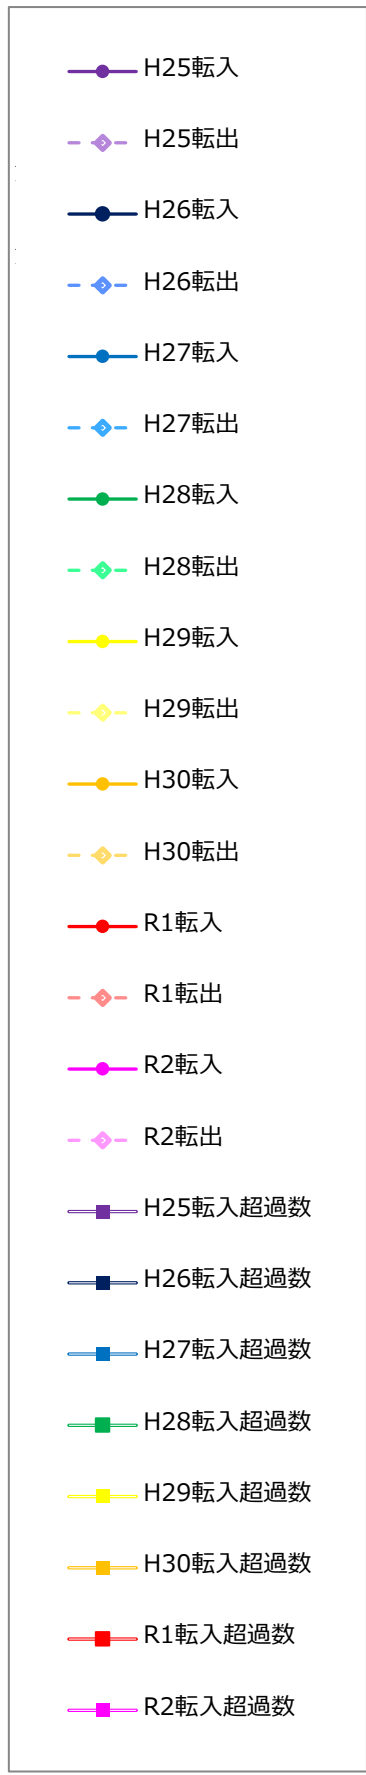 H25転入
H25転出
H26転入
H26転出
H27転入
H27転出
H28転入
H28転出
H29転入
H29転出
H30転入
H30転出
R1転入
R1転出
R2転入
R2転出
H25転入超過数
H26転入超過数
H27転入超過数
H28転入超過数
H29転入超過数
H30転入超過数
R1転入超過数
R2転入超過数